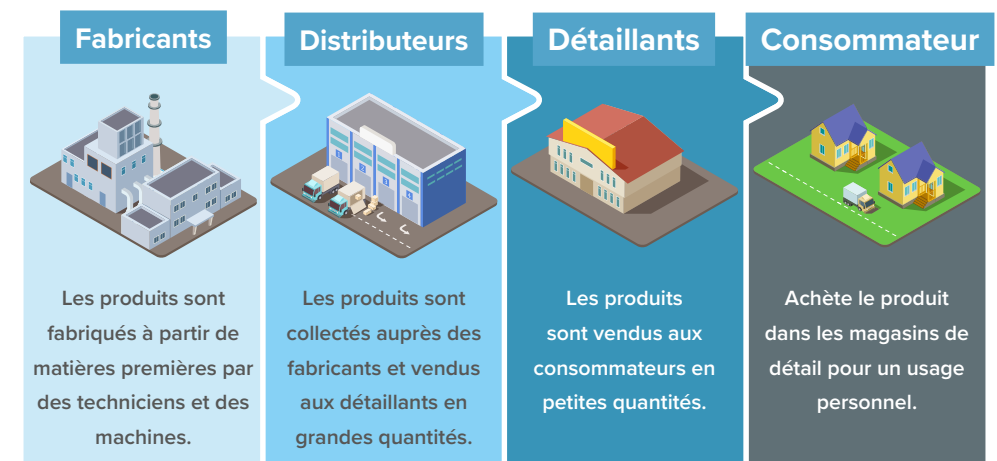 Fabricants
Les produits sont
fabriqués à partir de
matières premières par
des techniciens et des
machines.
Distributeurs
Les produits sont
collectés auprès des
fabricants et vendus
aux détaillants en
grandes quantités.
Détaillants
Les produits
sont vendus aux
consommateurs en
petites quantités.
Consommateur
Achète le produit
dans les magasins de
détail pour un usage
personnel.